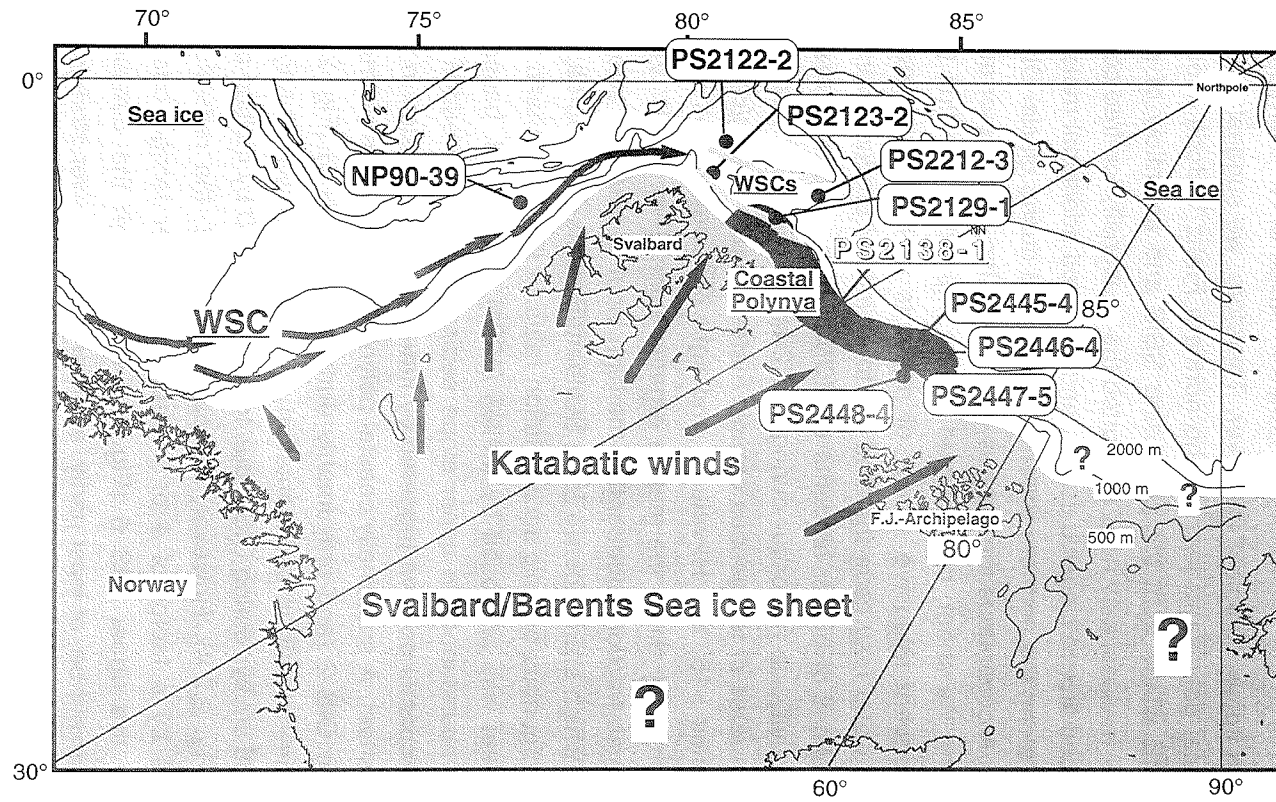 70°
75°
80°
85°
0°
PS2122-2
Northpole
Sea ice
PS2123-2
NP90-39
PS2212-3
WSCs
Sea ice
PS2129-1
NN
Svalbard
PS2138-1
Coastal
Polynya
PS2445-4
85°
WSC
PS2446-4
PS2447-5
PS2448-4
Katabatic winds
?
2000 m
1000 m
?
F.J.-Archipelago
500 m
80°
Norway
Svalbard/Barents Sea ice sheet
?
?
30°
60°
90°